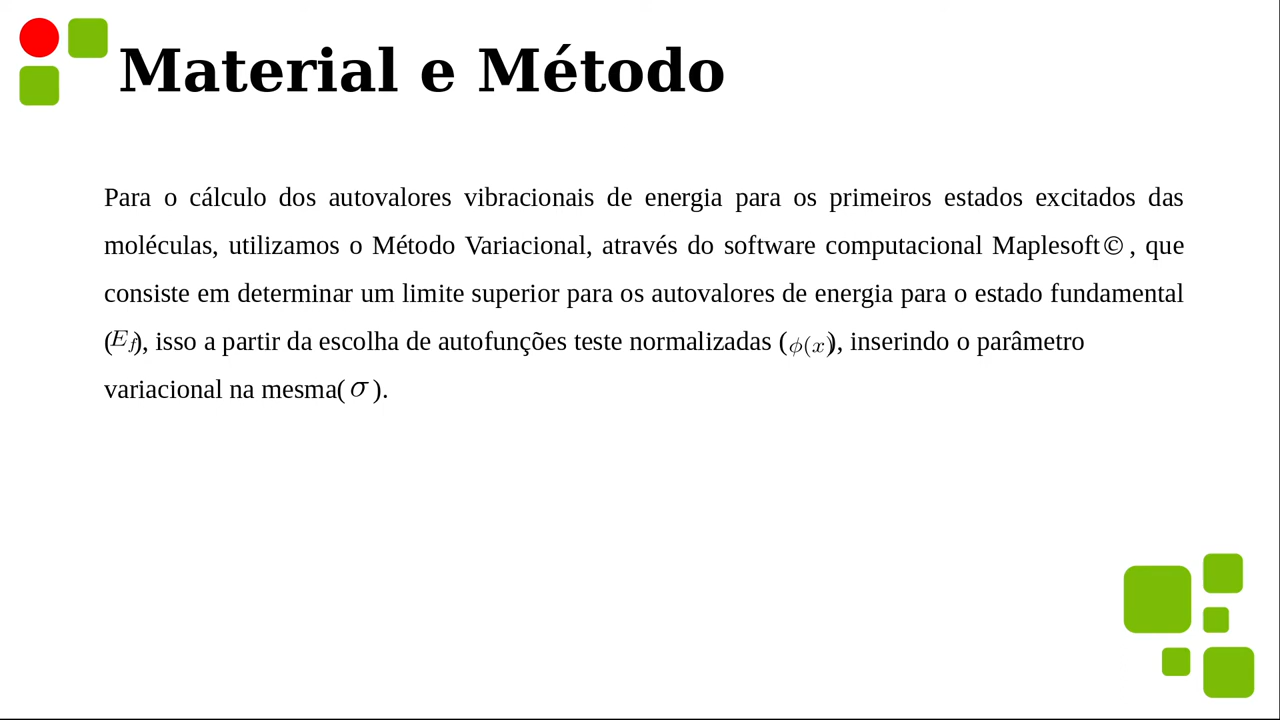 Material e Método
Para o cálculo dos autovalores vibracionais de energia para os primeiros estados excitados das
moléculas, utilizamos o Método Variacional, através do software computacional Maplesoft©, que
consiste em determinar um limite superior para os autovalores de energia para o estado fundamental
(E_f), isso a partir da escolha de autofunções teste normalizadas (ϕ(x)), inserindo o parâmetro
variacional na mesma( σ ).